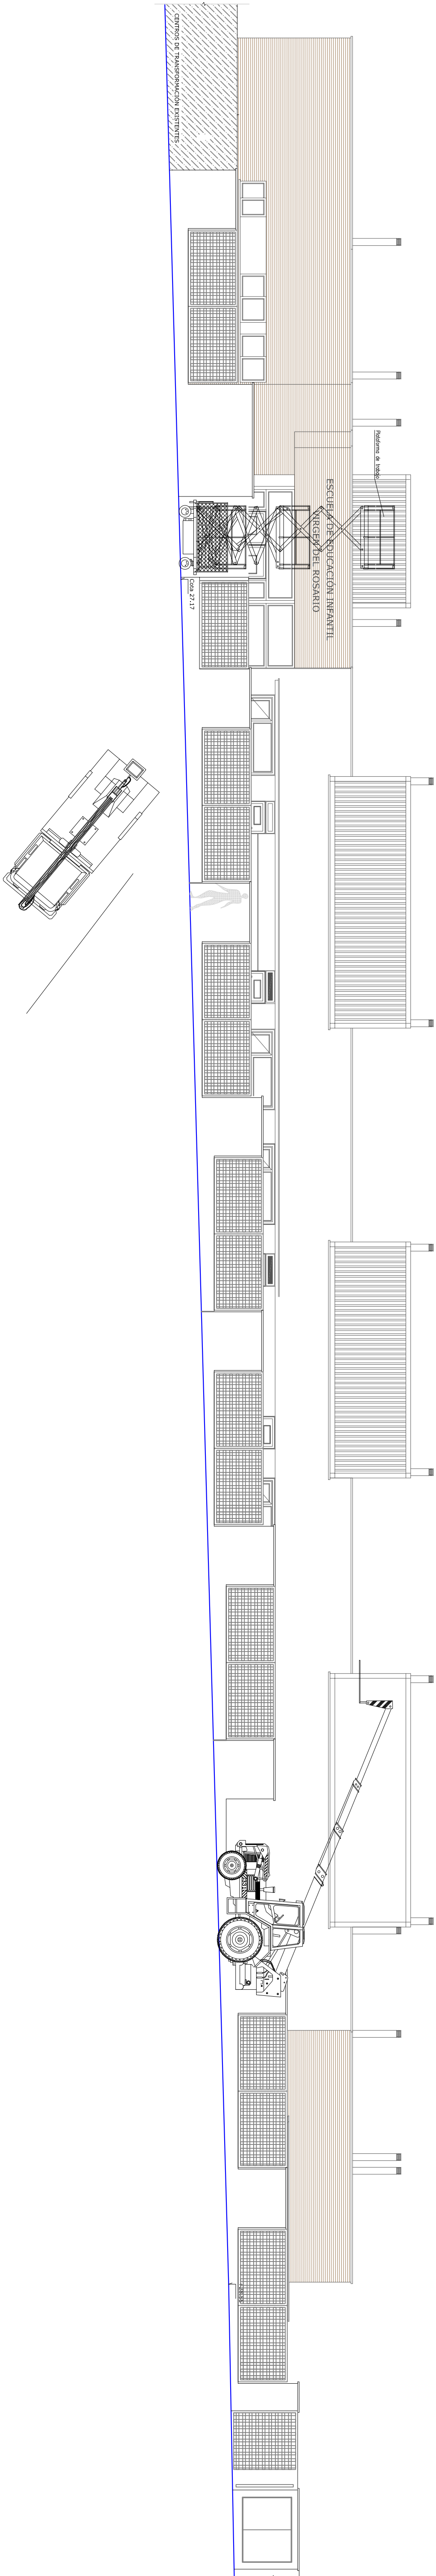 CENTROS DE TRANSFORMACIÓN EXISTENTES
Plataforma de trabajo
ESCUELA DE EDUCACIÓN INFANTIL
VIRGEN DEL ROSARIO
Cota 27.17